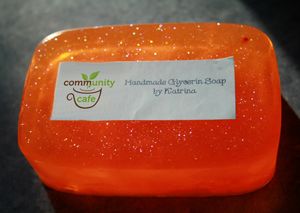 community
cafe
Handmade Glycerin Soap
by Katrina